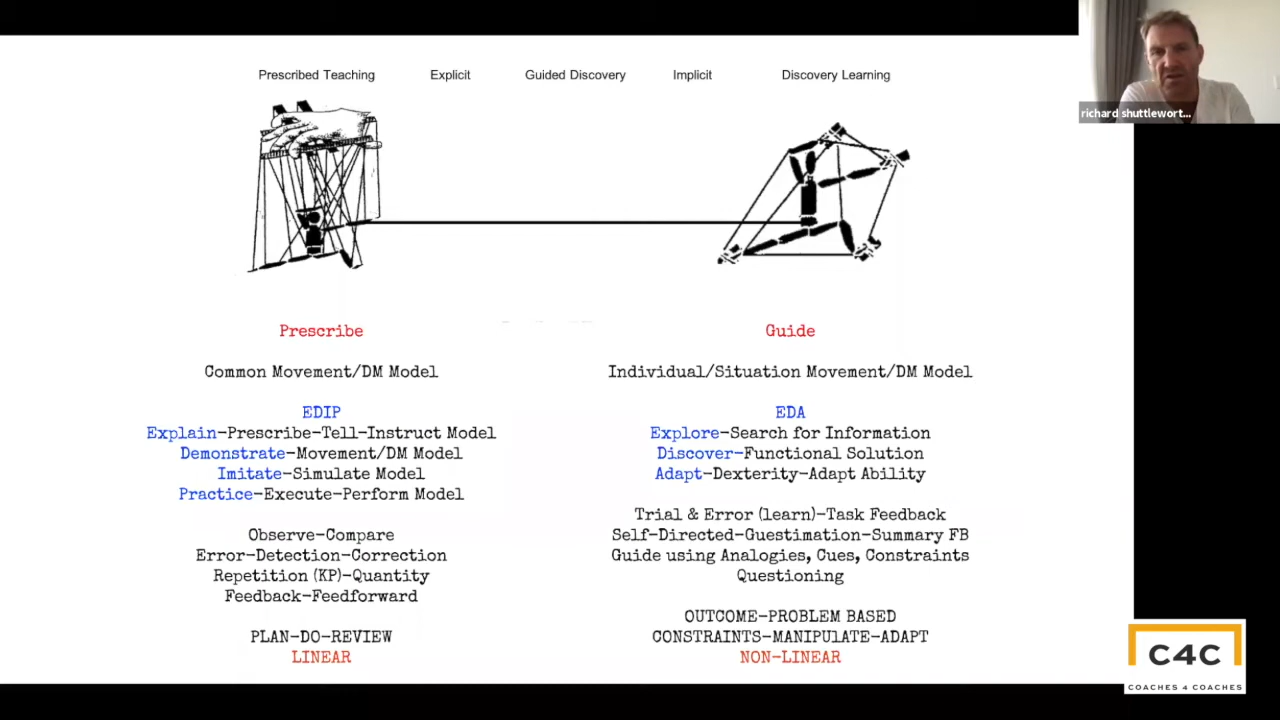 Prescribed Teaching Explicit Guided Discovery Implicit Discovery Learning
richard shuttlewort...
Prescribe
Common Movement/DM Model
EDIP
Explain-Prescribe-Tell-Instruct Model
Demonstrate-Movement/DM Model
Imitate-Simulate Model
Practice-Execute-Perform Model
Observe-Compare
Error-Detection-Correction
Repetition (KP)-Quantity
Feedback-Feedforward
PLAN-DO-REVIEW
LINEAR
Guide
Individual/Situation Movement/DM Model
EDA
Explore-Search for Information
Discover-Functional Solution
Adapt-Dexterity-Adapt Ability
Trial & Error (learn)-Task Feedback
Self-Directed-Guestimation-Summary FB
Guide using Analogies, Cues, Constraints
Questioning
OUTCOME-PROBLEM BASED
CONSTRAINTS-MANIPUlATE-ADAPT
NON-LINEAR
C4C
COACHES 4 COACHES